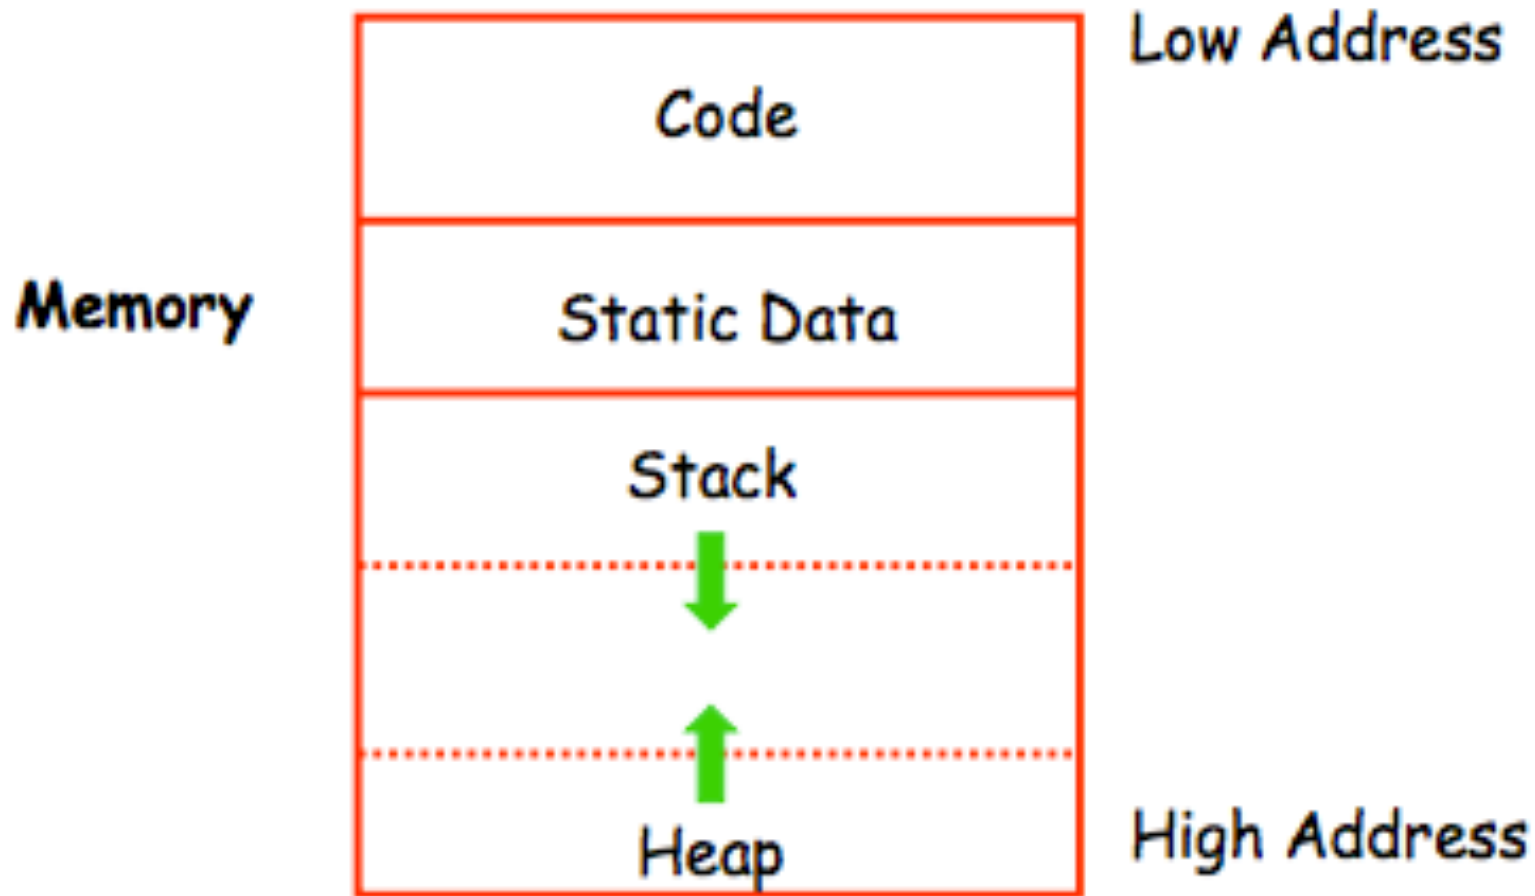 Low Address
Code
Memory
Static Data
Stack
Heap
High Address